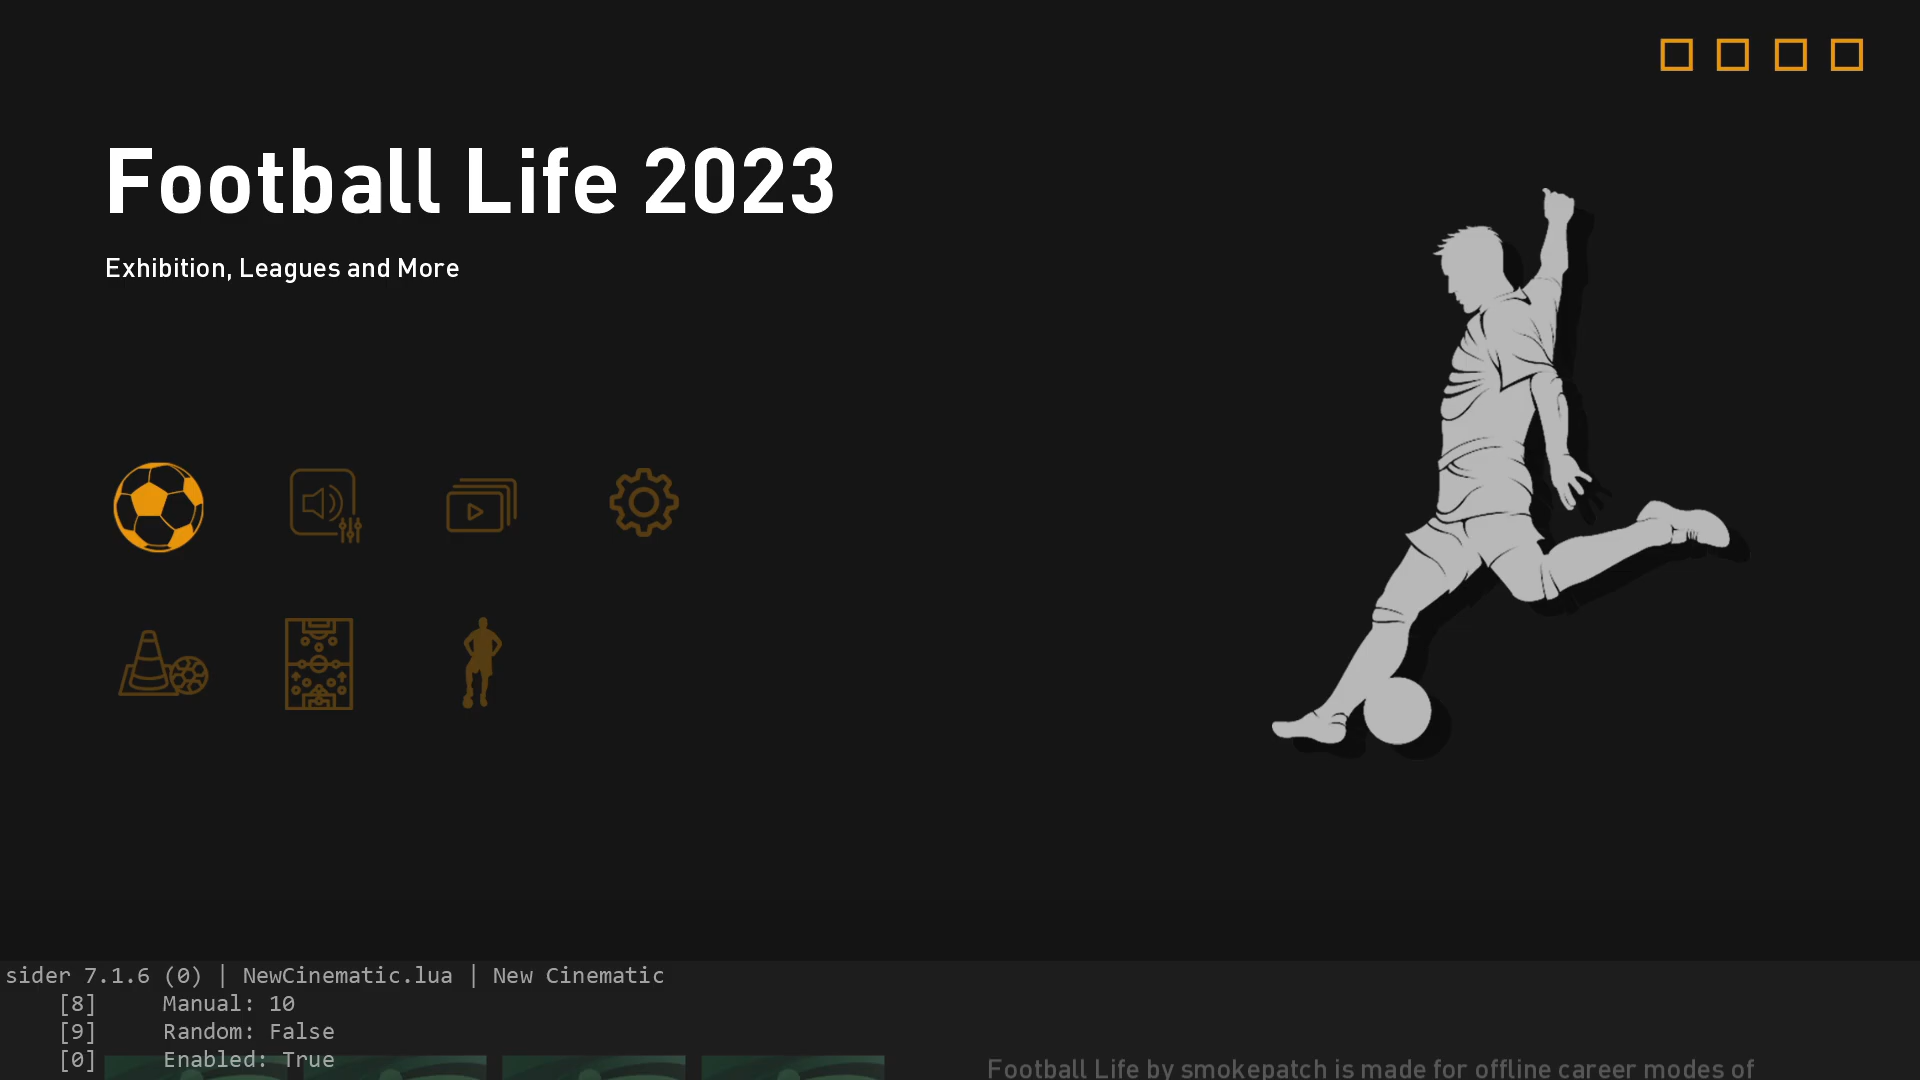 Football Life 2023
Exhibition, Leagues and More
sider 7.1.6 (0) | NewCinematic.lua | New Cinematic
[8] Manual: 10
[9] Random: False
[0] Enabled: True
Football Life by smokepatch is made for offline career modes of